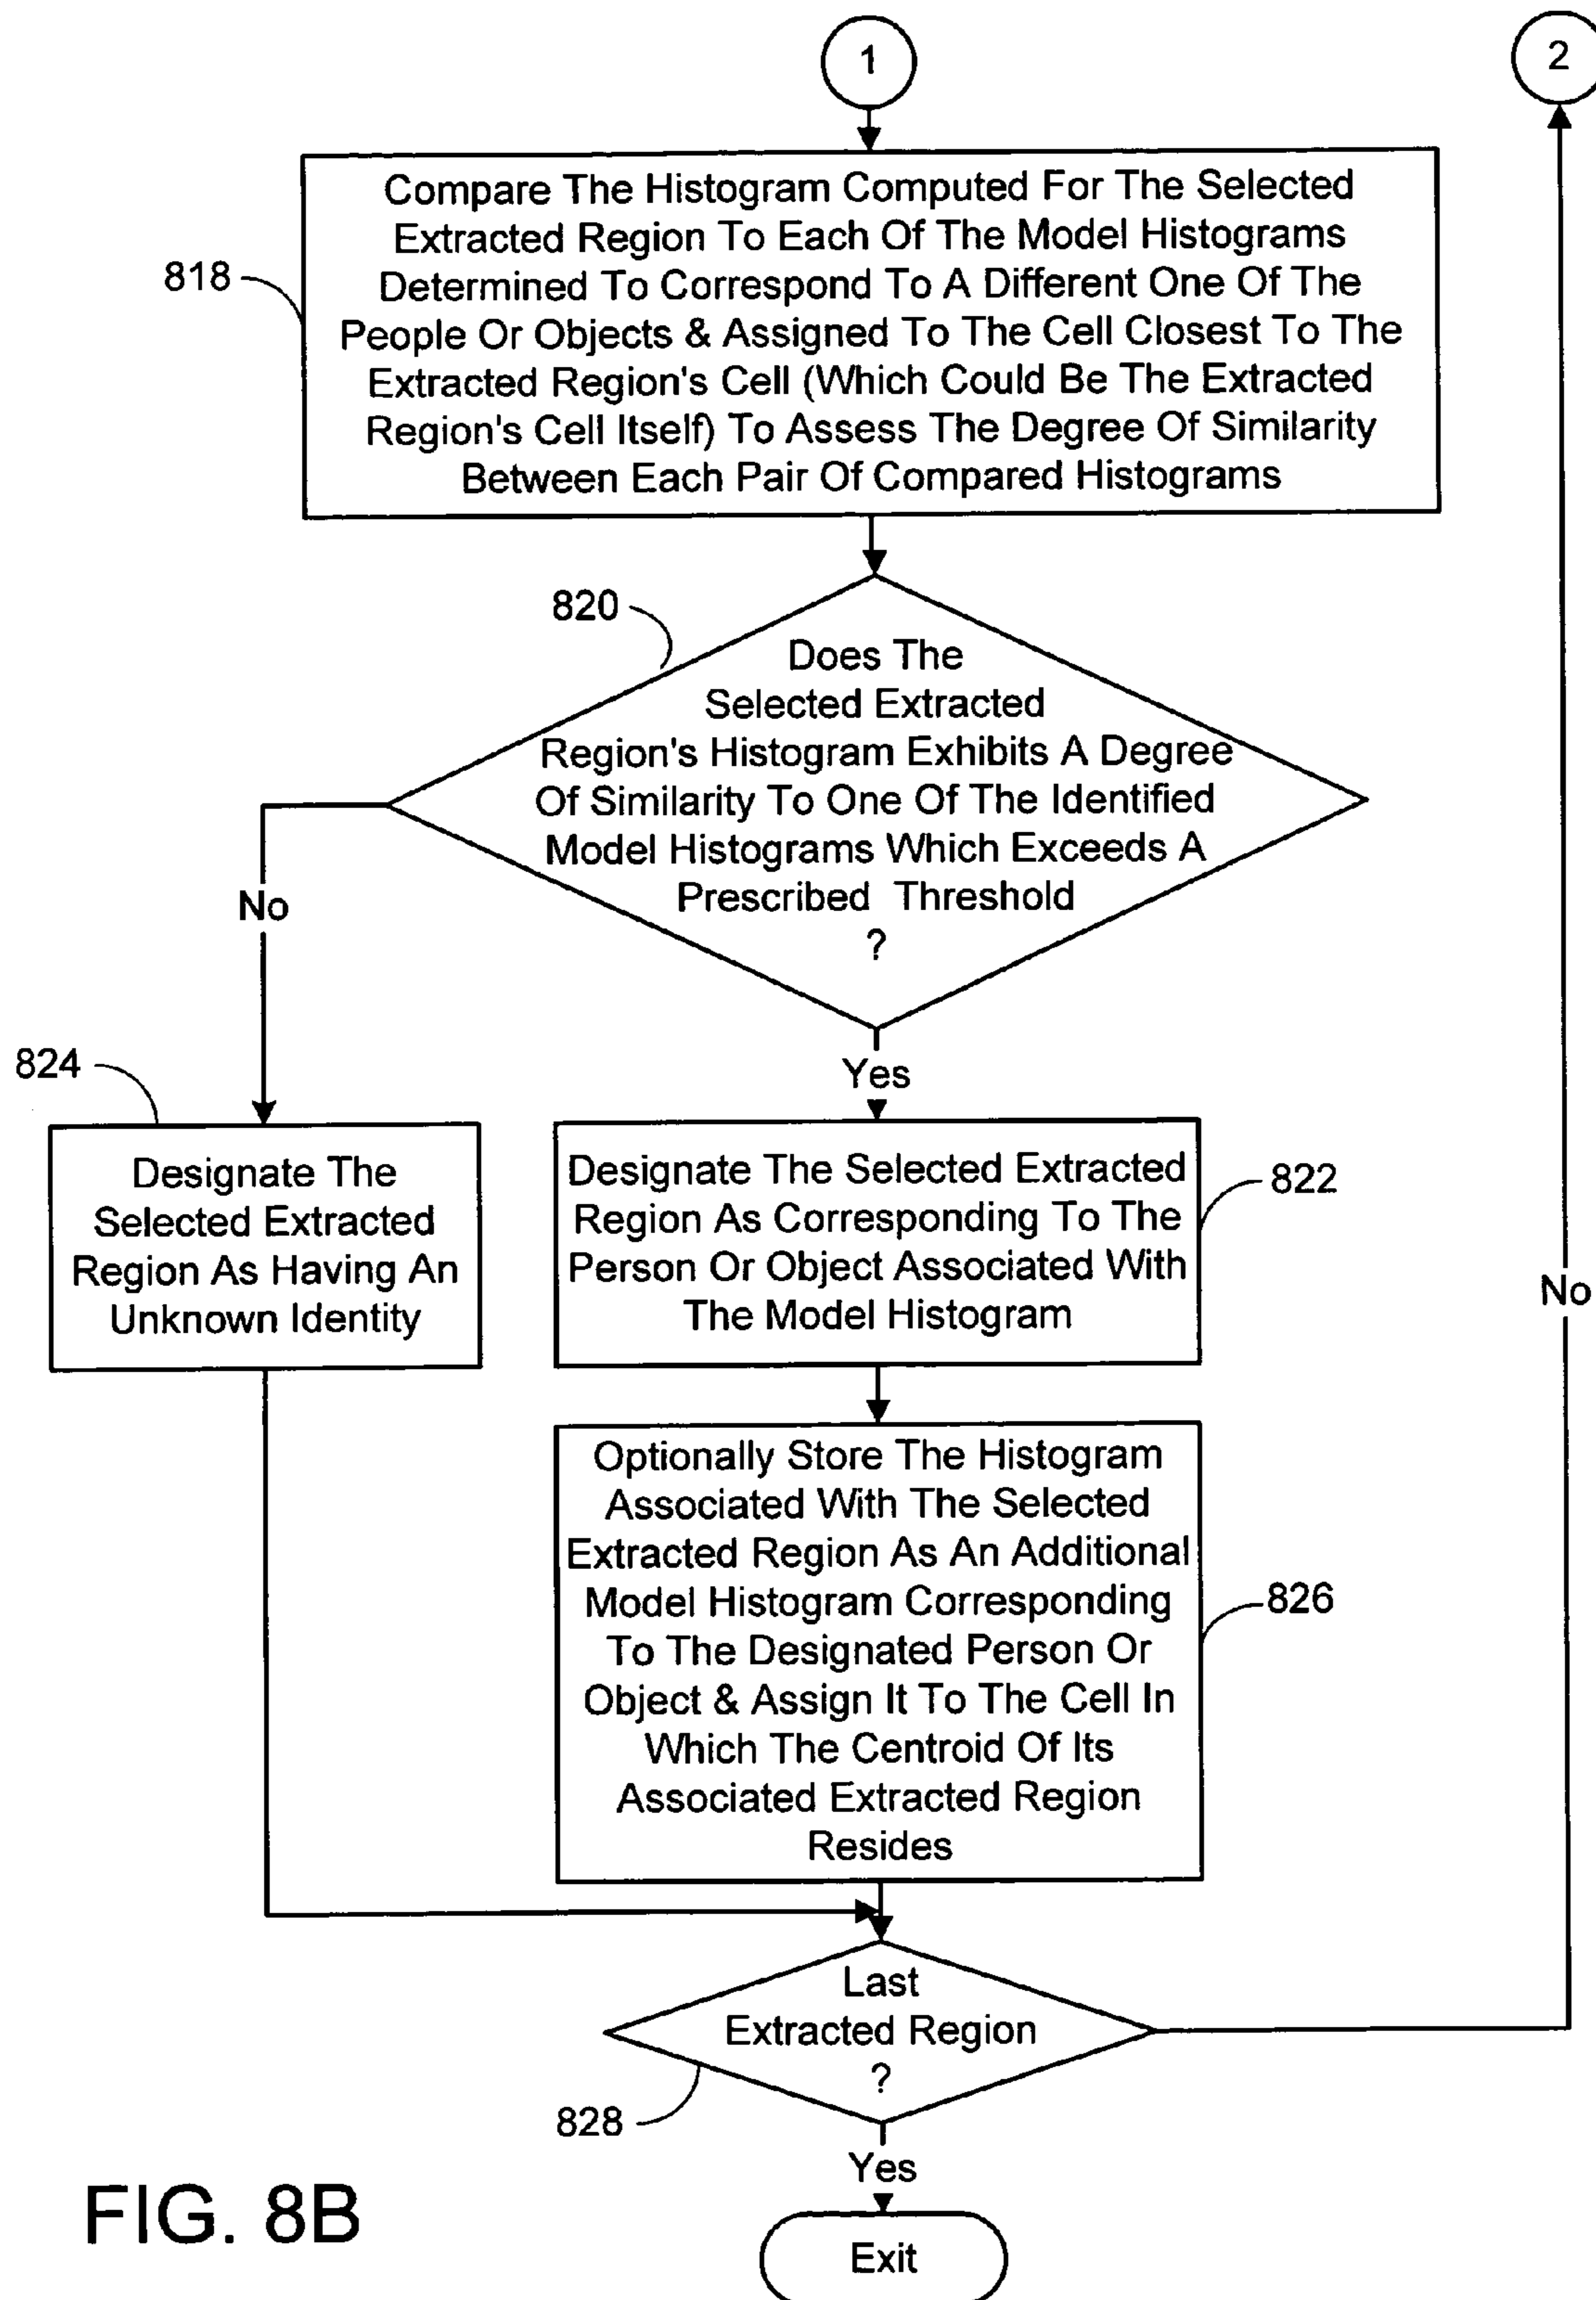 1
2
Compare The Histogram Computed For The Selected
Extracted Region To Each Of The Model Histograms
Determined To Correspond To A Different One Of The
People Or Objects & Assigned To The Cell Closest To The
Extracted Region's Cell (Which Could Be The Extracted
Region's Cell Itself) To Assess The Degree Of Similarity
Between Each Pair Of Compared Histograms
818
820
Does The
Selected Extracted
Region's Histogram Exhibits A Degree
Of Similarity To One Of The Identified
Model Histograms Which Exceeds A
Prescribed Threshold
?
No
Yes
824
Designate The
Selected Extracted
Region As Having An
Unknown Identity
Designate The Selected Extracted
Region As Corresponding To The
Person Or Object Associated With
The Model Histogram
822
No
Optionally Store The Histogram
Associated With The Selected
Extracted Region As An Additional
Model Histogram Corresponding
To The Designated Person Or
Object & Assign It To The Cell In
Which The Centroid Of Its
Associated Extracted Region
Resides
826
Last
Extracted Region
?
828
Yes
Exit
FIG. 8B